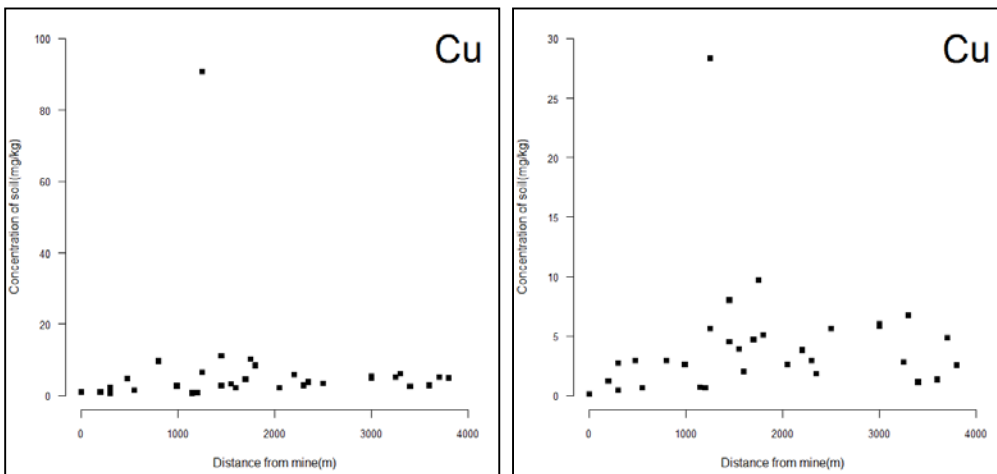 Cu
100
80
60
40
20
0
Concentration of soil(mg/kg)
0 1000 2000 3000 4000
Distance from mine(m)
Cu
30
25
20
15
10
5
0
Concentration of soil(mg/kg)
0 1000 2000 3000 4000
Distance from mine(m)